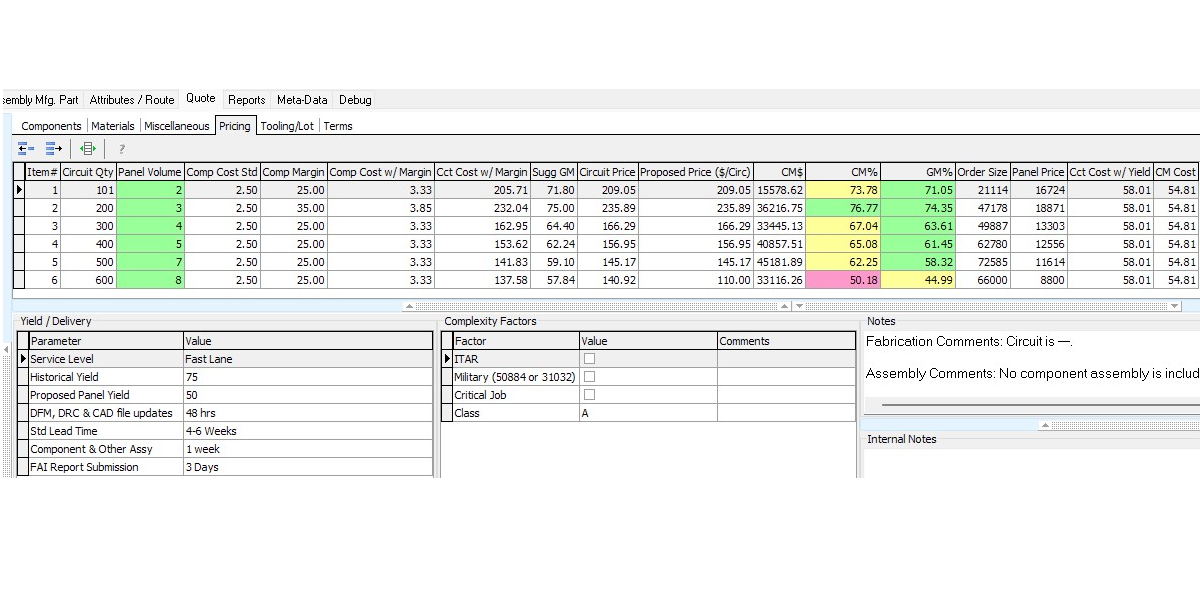 sembly Mfg. Part Attributes / Route Quote Reports Meta-Data Debug
Components Materials Miscellaneous Pricing Tooling/Lot Terms
?
Item # Circuit Qty Panel Volume Comp Cost Std Comp Margin Comp Cost w/ Margin Cct Cost w/ Margin Sugg GM Circuit Price Proposed Price ($/Circ) CM$ CM% GM% Order Size Panel Price Cct Cost w/ Yield CM Cost
1 101 2 2.50 25.00 3.33 205.71 71.80 209.05 209.05 15578.62 73.78 71.05 21114 16724 58.01 54.81
2 200 3 2.50 35.00 3.85 232.04 75.00 235.89 235.89 36216.75 76.77 74.35 47178 18871 58.01 54.81
3 300 4 2.50 25.00 3.33 162.95 64.40 166.29 166.29 33445.13 67.04 63.61 49887 13303 58.01 54.81
4 400 5 2.50 25.00 3.33 153.62 62.24 156.95 156.95 40857.51 65.08 61.45 62780 12556 58.01 54.81
5 500 7 2.50 25.00 3.33 141.83 59.10 145.17 145.17 45181.89 62.25 58.32 72585 11614 58.01 54.81
6 600 8 2.50 25.00 3.33 137.58 57.84 140.92 110.00 33116.26 50.18 44.99 66000 8800 58.01 54.81
Yield / Delivery
Parameter Value
Service Level Fast Lane
Historical Yield 75
Proposed Panel Yield 50
DFM, DRC & CAD file updates 48 hrs
Std Lead Time 4-6 Weeks
Component & Other Assy 1 week
FAI Report Submission 3 Days
Complexity Factors
Factor Value Comments
ITAR
Military (50884 or 31032)
Critical Job
Class A
Notes
Fabrication Comments: Circuit is —.
Assembly Comments: No component assembly is includ
Internal Notes